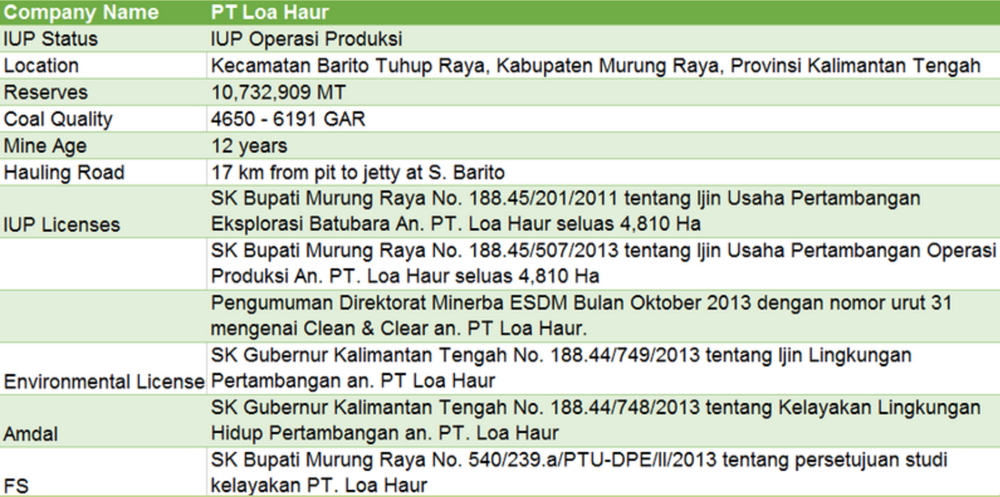 Company Name PT Loa Haur
IUP Status IUP Operasi Produksi
Location Kecamatan Barito Tuhup Raya, Kabupaten Murung Raya, Provinsi Kalimantan Tengah
Reserves 10,732,909 MT
Coal Quality 4650 - 6191 GAR
Mine Age 12 years
Hauling Road 17 km from pit to jetty at S. Barito
SK Bupati Murung Raya No. 188.45/201/2011 tentang Ijin Usaha Pertambangan
IUP Licenses Eksplorasi Batubara An. PT. Loa Haur seluas 4,810 Ha
SK Bupati Murung Raya No. 188.45/507/2013 tentang Ijin Usaha Pertambangan Operasi
Produksi An. PT. Loa Haur seluas 4,810 Ha
Pengumuman Direktorat Minerba ESDM Bulan Oktober 2013 dengan nomor urut 31
mengenai Clean & Clear an. PT Loa Haur.
SK Gubernur Kalimantan Tengah No. 188.44/749/2013 tentang Ijin Lingkungan
Environmental License Pertambangan an. PT Loa Haur
SK Gubernur Kalimantan Tengah No. 188.44/748/2013 tentang Kelayakan Lingkungan
Amdal Hidup Pertambangan an. PT. Loa Haur
SK Bupati Murung Raya No. 540/239.a/PTU-DPE/II/2013 tentang persetujuan studi
FS kelayakan PT. Loa Haur